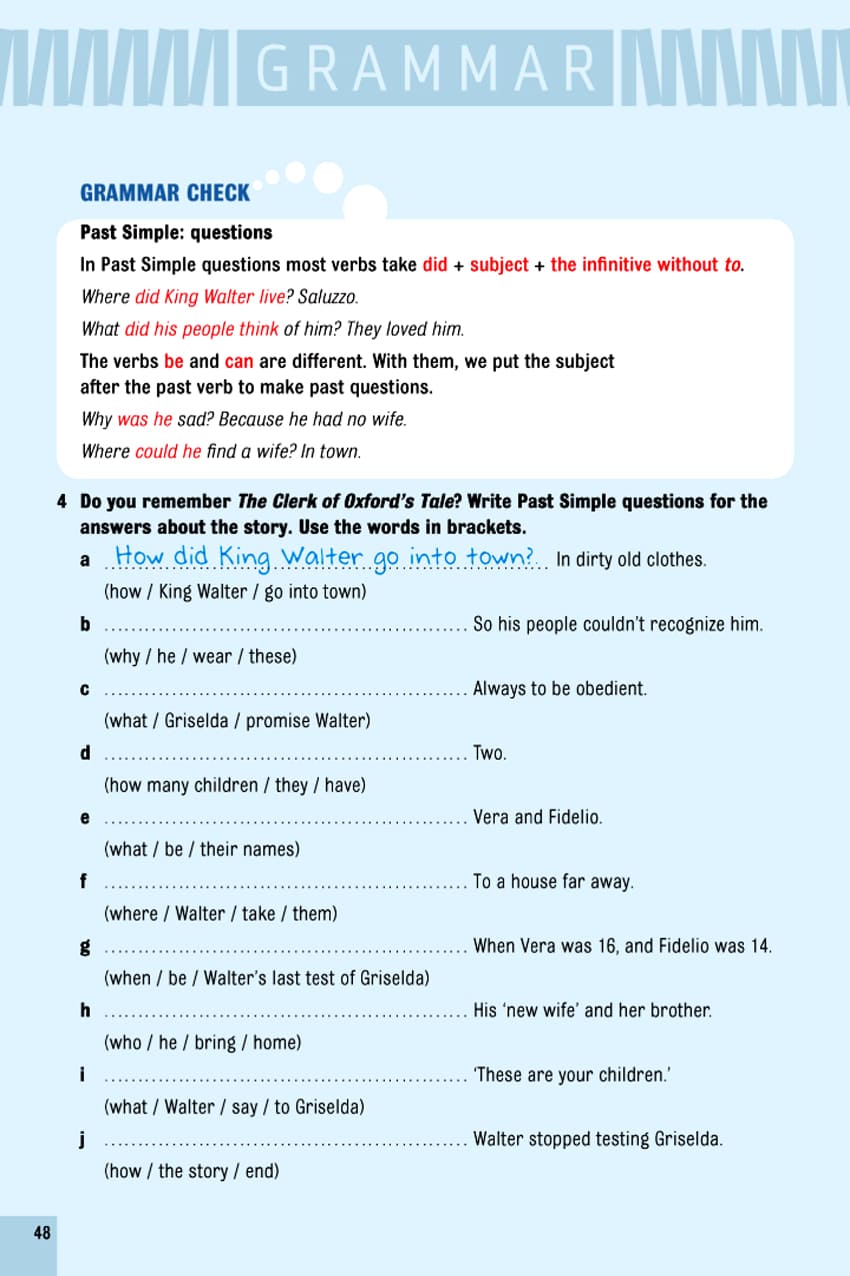 GRAMMAR
GRAMMAR CHECK
Past Simple: questions
In Past Simple questions most verbs take did + subject + the infinitive without to.
Where did King Walter live? Saluzzo.
What did his people think of him? They loved him.
The verbs be and can are different. With them, we put the subject
after the past verb to make past questions.
Why was he sad? Because he had no wife.
Where could he find a wife? In town.
4 Do you remember The Clerk of Oxford's Tale? Write Past Simple questions for the
answers about the story. Use the words in brackets.
a How did King Walter go into town? In dirty old clothes.
(how / King Walter / go into town)
b ...................................................... So his people couldn't recognize him.
(why / he / wear / these)
c ...................................................... Always to be obedient.
(what / Griselda / promise Walter)
d ...................................................... Two.
(how many children / they / have)
e ...................................................... Vera and Fidelio.
(what / be / their names)
f ...................................................... To a house far away.
(where / Walter / take / them)
g ...................................................... When Vera was 16, and Fidelio was 14.
(when / be / Walter's last test of Griselda)
h ...................................................... His 'new wife' and her brother.
(who / he / bring / home)
i ...................................................... 'These are your children.'
(what / Walter / say / to Griselda)
j ...................................................... Walter stopped testing Griselda.
(how / the story / end)
48